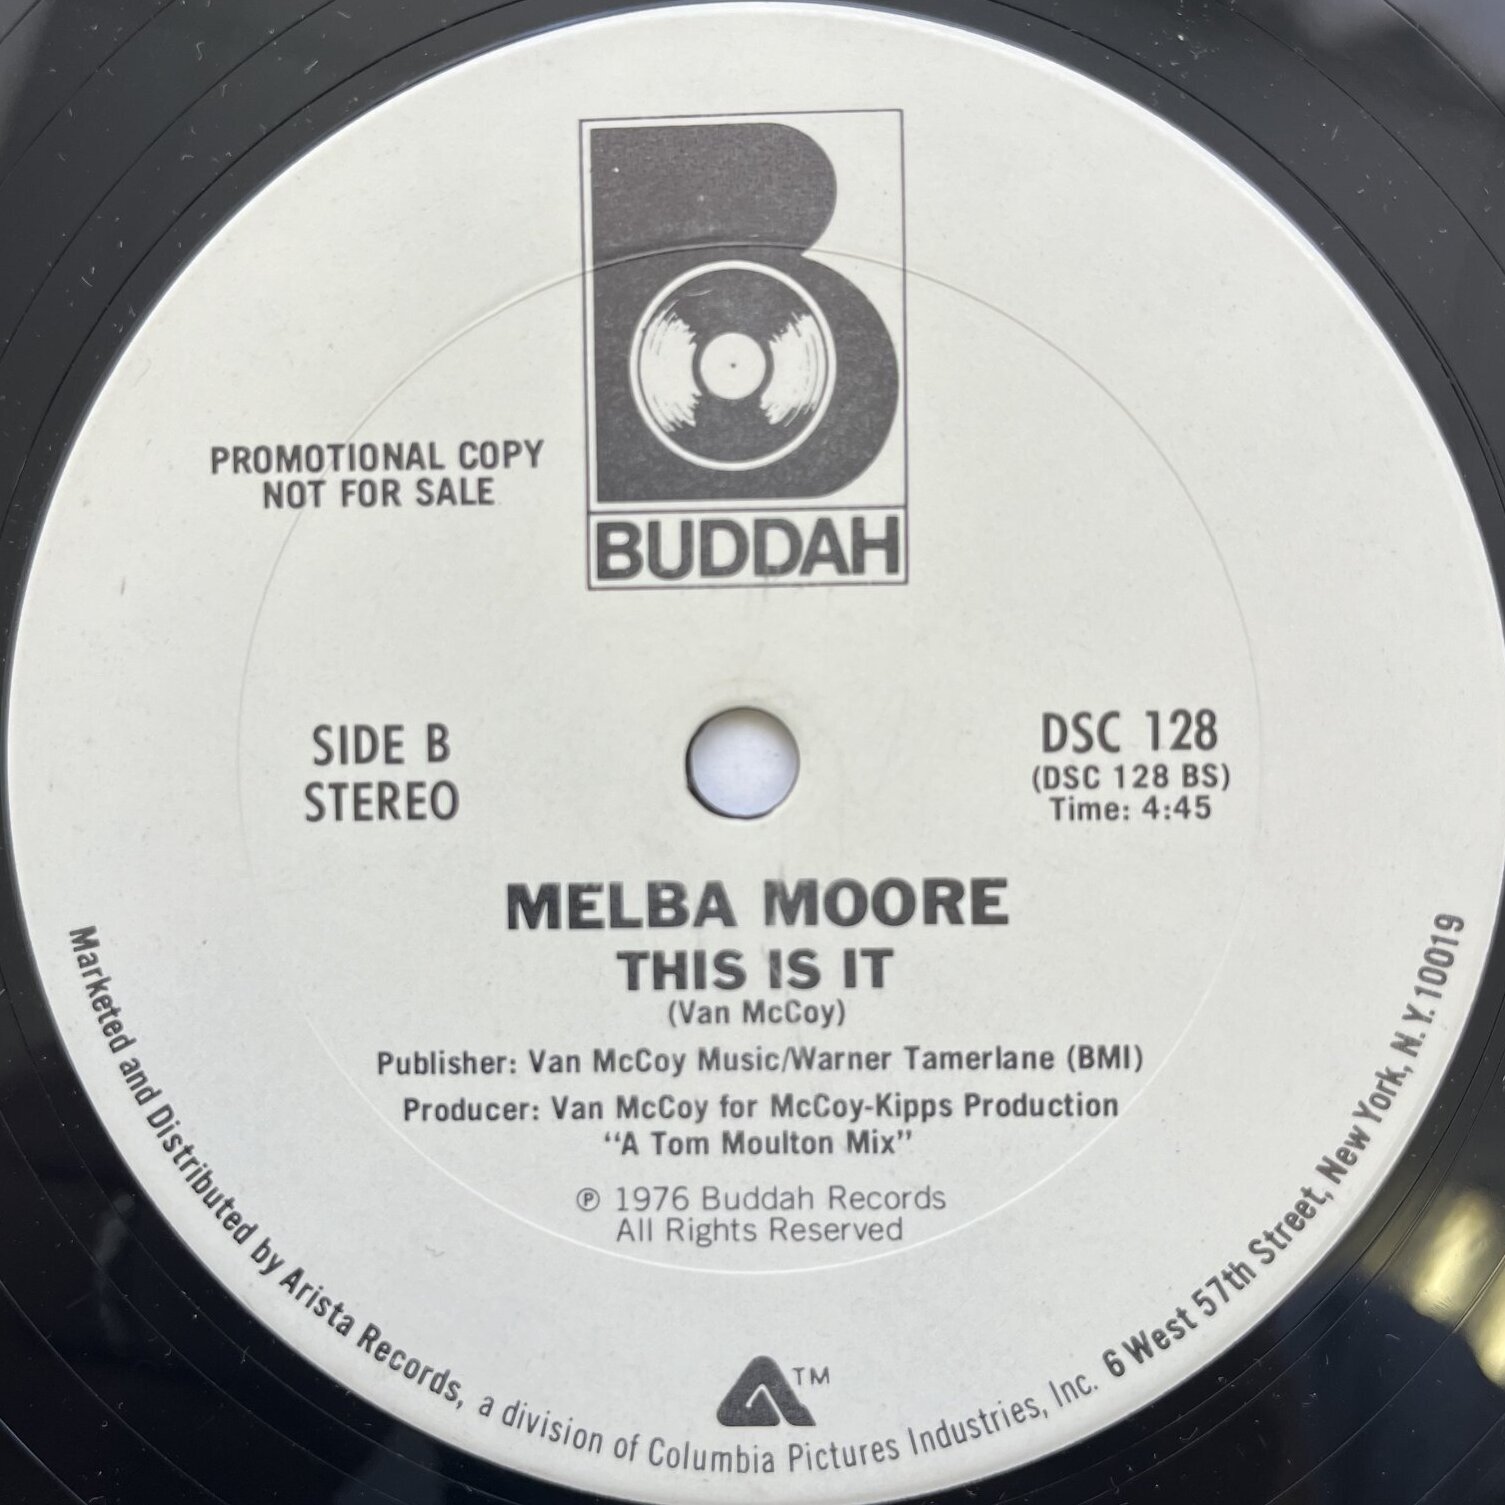 BUDDAH
PROMOTIONAL COPY
NOT FOR SALE
SIDE B
STEREO
DSC 128
(DSC 128 BS)
Time: 4:45
MELBA MOORE
THIS IS IT
(Van McCoy)
Publisher: Van McCoy Music/Warner Tamerlane (BMI)
Producer: Van McCoy for McCoy-Kipps Production
“A Tom Moulton Mix”
℗ 1976 Buddah Records
All Rights Reserved
TM
Marketed and Distributed by Arista Records, a division of Columbia Pictures Industries, Inc. 6 West 57th Street, New York, N.Y. 10019